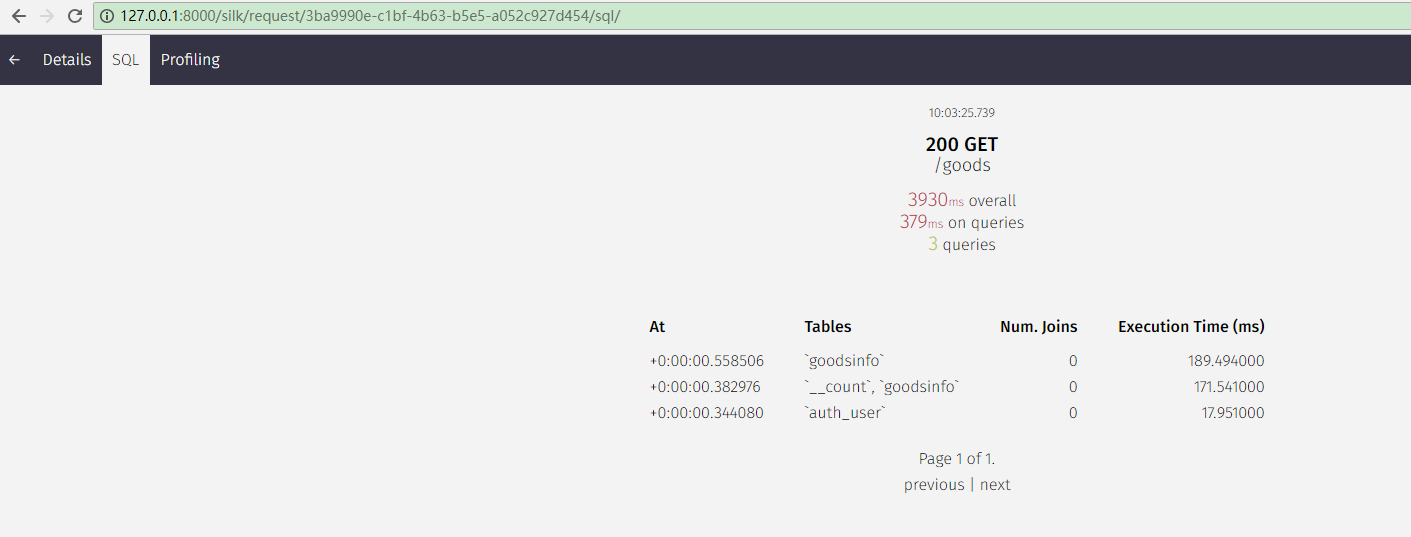 127.0.0.1:8000/silk/request/3ba9990e-c1bf-4b63-b5e5-a052c927d454/sql/
← Details SQL Profiling
10:03:25.739
200 GET
/goods
3930ms overall
379ms on queries
3 queries
At Tables Num. Joins Execution Time (ms)
+0:00:00.558506 `goodsinfo` 0 189.494000
+0:00:00.382976 `__count`, `goodsinfo` 0 171.541000
+0:00:00.344080 `auth_user` 0 17.951000
Page 1 of 1.
previous | next